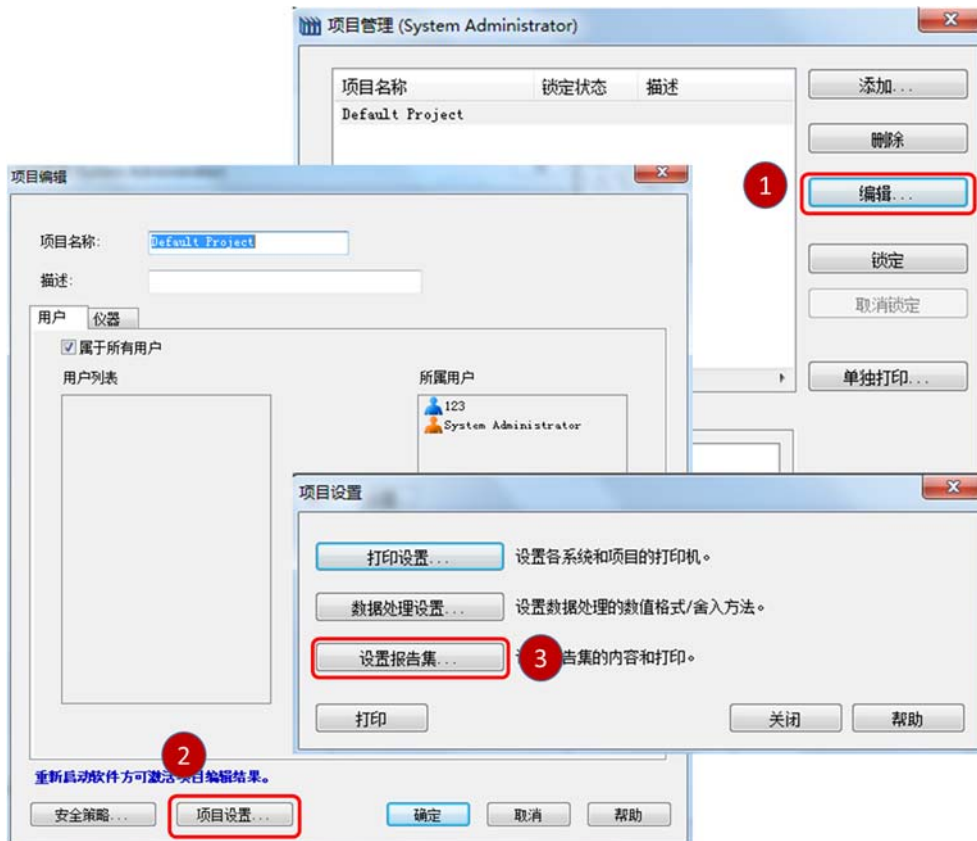 项目管理 (System Administrator)
项目名称 锁定状态 描述
Default Project
添加...
删除
1
编辑...
锁定
取消锁定
单独打印...
项目编辑
项目名称: Default Project
描述:
用户 仪器
属于所有用户
用户列表 所属用户
123
System Administrator
项目设置
打印设置... 设置各系统和项目的打印机。
数据处理设置... 设置数据处理的数值格式/舍入方法。
设置报告集... 3 告集的内容和打印。
打印 关闭 帮助
2
重新启动软件方可激活项目编辑结果。
安全策略... 项目设置... 确定 取消 帮助